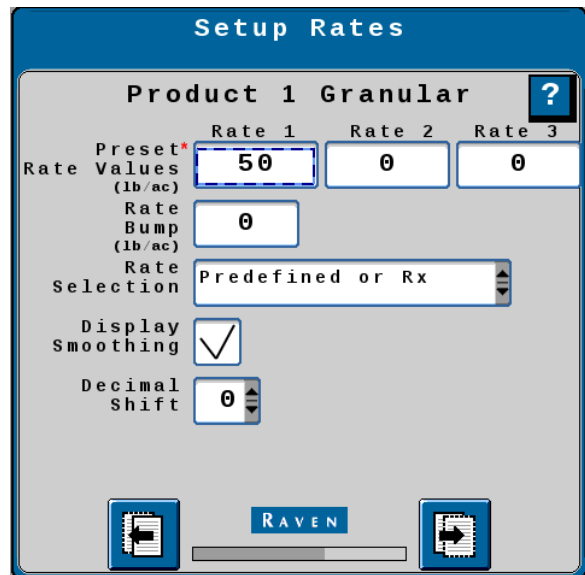 Setup Rates
Product 1 Granular
?
Rate 1 Rate 2 Rate 3
Preset*
Rate Values
(lb/ac)
50 0 0
Rate
Bump
(lb/ac)
0
Rate
Selection
Predefined or Rx
Display
Smoothing
Decimal
Shift
0
RAVEN